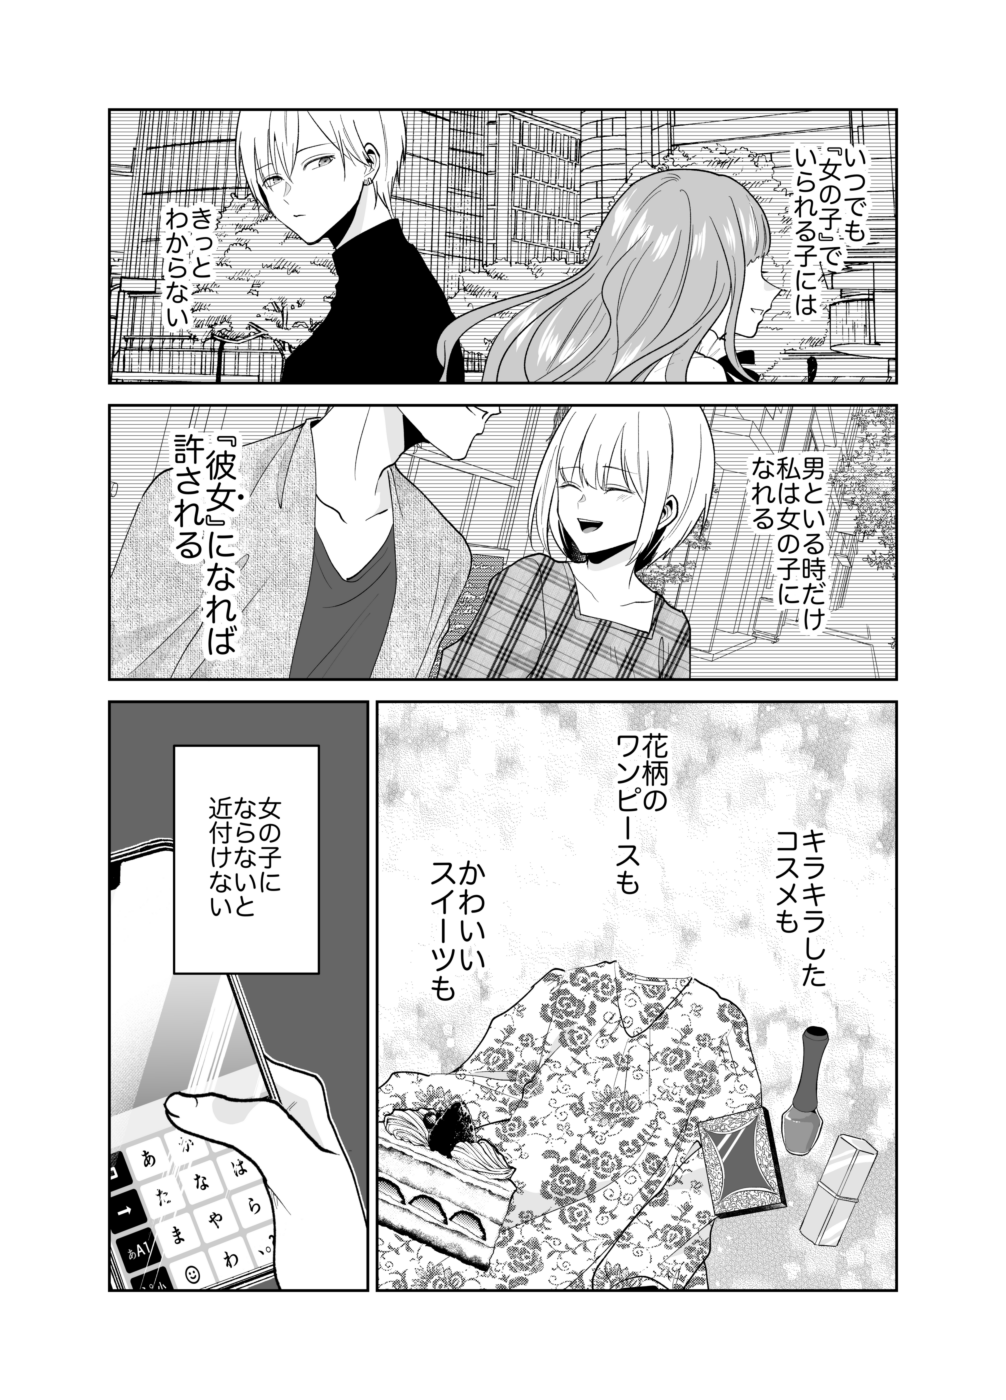 いつでも
『女の子』で
いられる子には
きっと
わからない
男といる時だけ
私は女の子に
なれる
『彼女』になれば
許される
キラキラした
コスメも
花柄の
ワンピースも
かわいい
スイーツも
女の子に
ならないと
近付けない
あ か は
た な ら
→ ま や 、。?
あA1 わ